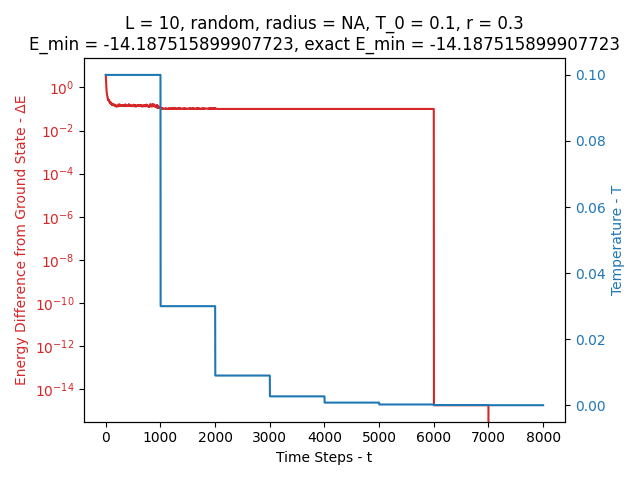 L = 10, random, radius = NA, T_0 = 0.1, r = 0.3
E_min = -14.187515899907723, exact E_min = -14.187515899907723
Energy Difference from Ground State - ΔE
10^0
10^-2
10^-4
10^-6
10^-8
10^-10
10^-12
10^-14
0.10
0.08
0.06
0.04
0.02
0.00
Temperature - T
0 1000 2000 3000 4000 5000 6000 7000 8000
Time Steps - t